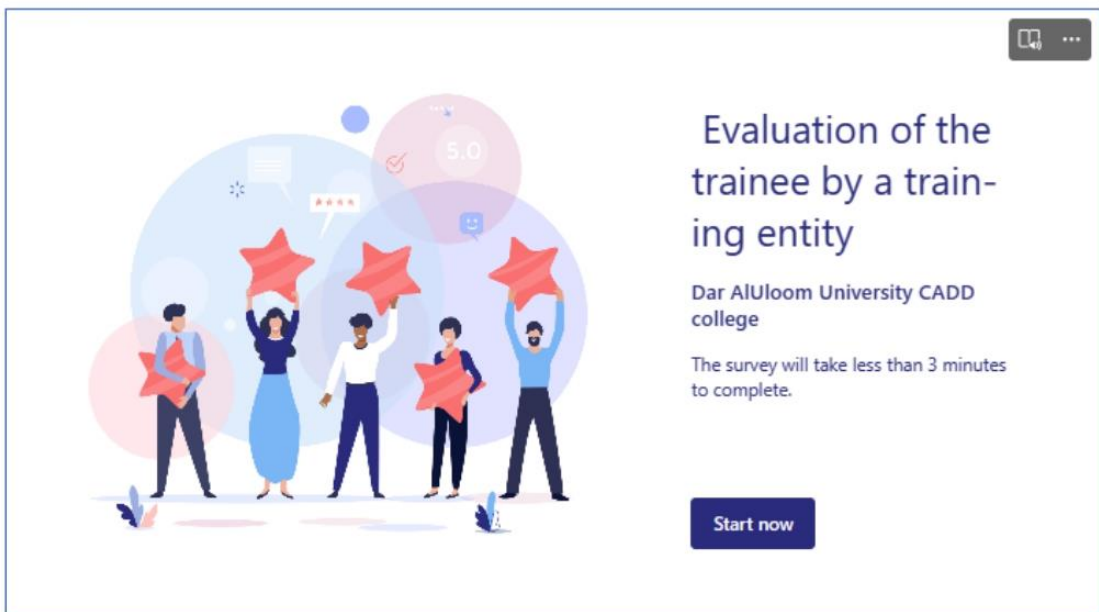 5.0
Evaluation of the
trainee by a train-
ing entity
Dar AlUloom University CADD
college
The survey will take less than 3 minutes
to complete.
Start now